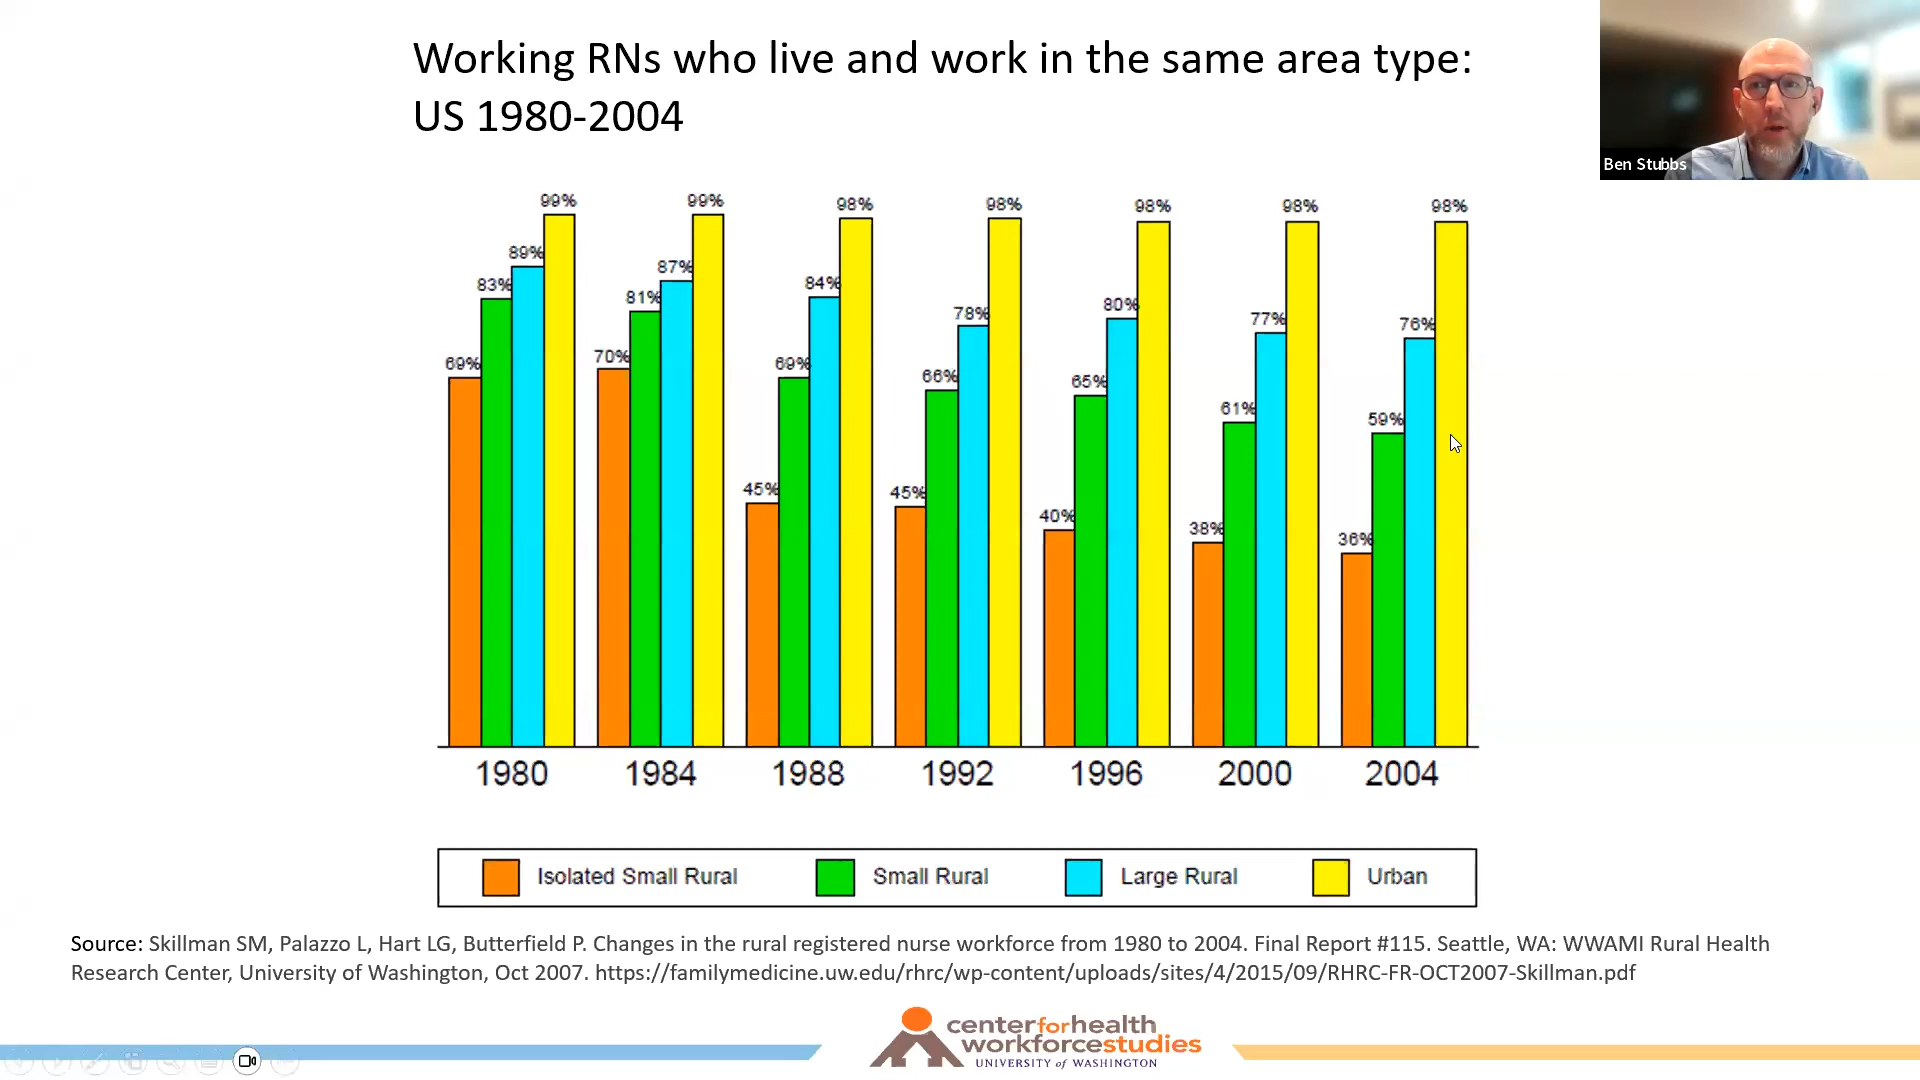 Working RNs who live and work in the same area type:
US 1980-2004
Ben Stubbs
69% 83% 89% 99%
70% 81% 87% 99%
45% 69% 84% 98%
45% 66% 78% 98%
40% 65% 80% 98%
38% 61% 77% 98%
36% 59% 76% 98%
1980 1984 1988 1992 1996 2000 2004
Isolated Small Rural Small Rural Large Rural Urban
Source: Skillman SM, Palazzo L, Hart LG, Butterfield P. Changes in the rural registered nurse workforce from 1980 to 2004. Final Report #115. Seattle, WA: WWAMI Rural Health
Research Center, University of Washington, Oct 2007. https://familymedicine.uw.edu/rhrc/wp-content/uploads/sites/4/2015/09/RHRC-FR-OCT2007-Skillman.pdf
centerforhealth
workforcestudies
UNIVERSITY of WASHINGTON